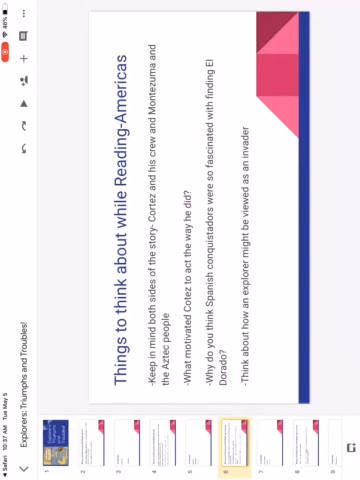 Safari 10:37 AM Tue May 5
46%
Explorers: Triumphs and Troubles!
1
2
3
4
5
6
7
8
9
Things to think about while Reading-Americas
-Keep in mind both sides of the story- Cortez and his crew and Montezuma and
the Aztec people
-What motivated Cotez to act the way he did?
-Why do you think Spanish conquistadors were so fascinated with finding El
Dorado?
-Think about how an explorer might be viewed as an invader